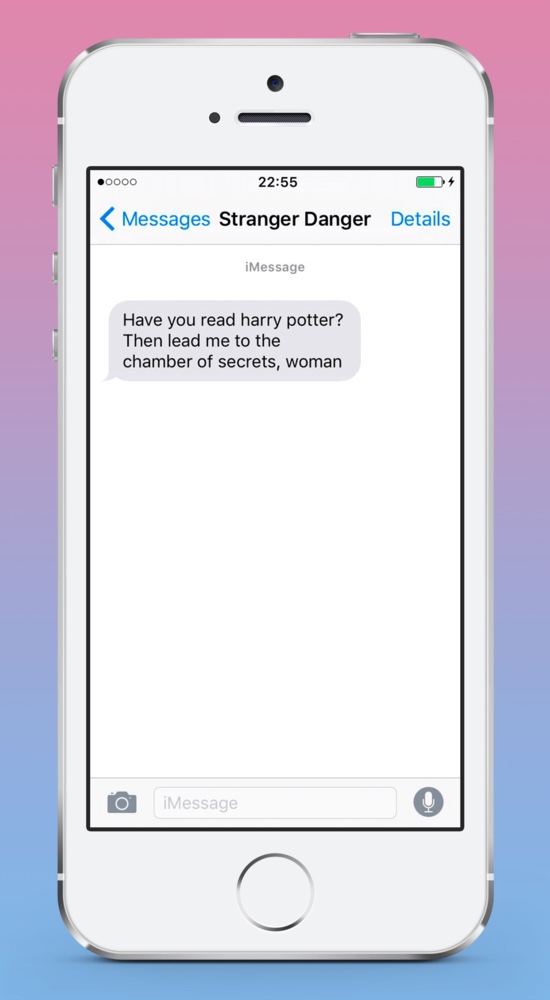 22:55
Messages Stranger Danger Details
iMessage
Have you read harry potter?
Then lead me to the
chamber of secrets, woman
iMessage